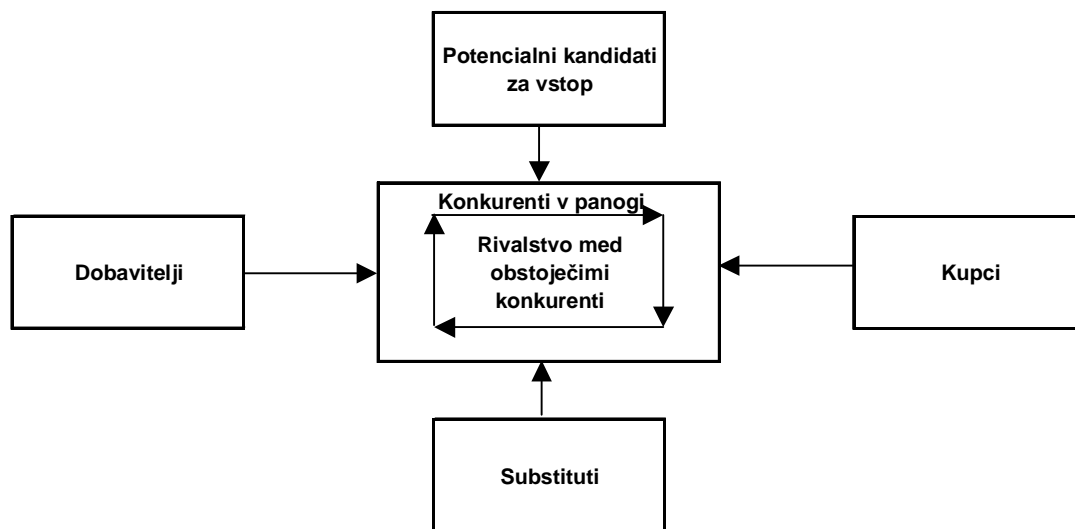 Potencialni kandidati
za vstop
Konkurenti v panogi
Dobavitelji
Rivalstvo med
obstoječimi
konkurenti
Kupci
Substituti